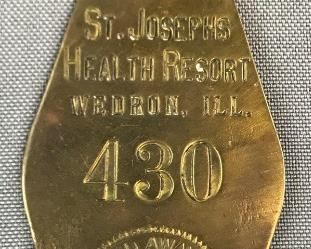 ST. JOSEPHS
HEALTH RESORT
WEDRON, ILL.
430